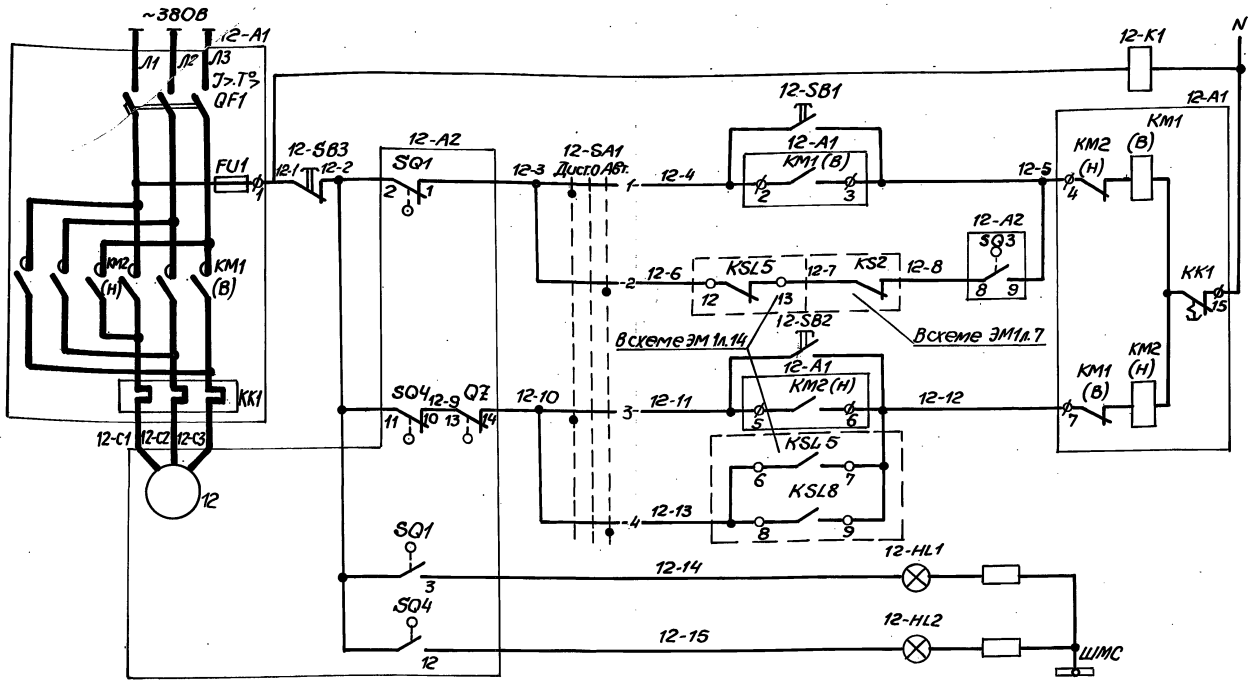 ~380В
12-А1
Л1 Л2 Л3
I>.T°>
QF1
12-К1
N
12-SB3
FU1
12-1
12-2
1
12-А2
SQ1
2 1
12-3
12-SA1
Дист. О Авт.
1
12-4
12-SB1
12-А1
КМ1(В)
2 3
12-5
12-А1
КМ1
(В)
КМ2
(Н)
4
КМ2
(Н)
КМ1
(В)
2
12-6
KSL5
12 13
12-7
KS2
12-8
12-А2
SQ3
8 9
КК1
15
В схеме ЭМ1л.14
В схеме ЭМ1л.7
12-SB2
12-А1
КМ2(Н)
5 6
КК1
SQ4
11 10
12-9
Q7
13 14
12-10
3
12-11
12-12
КМ1
(В)
7
КМ2
(Н)
12-С1
12-С2
12-С3
12
KSL5
6 7
KSL8
8 9
4
12-13
SQ1
3
12-14
12-HL1
SQ4
12
12-15
12-HL2
ШМС